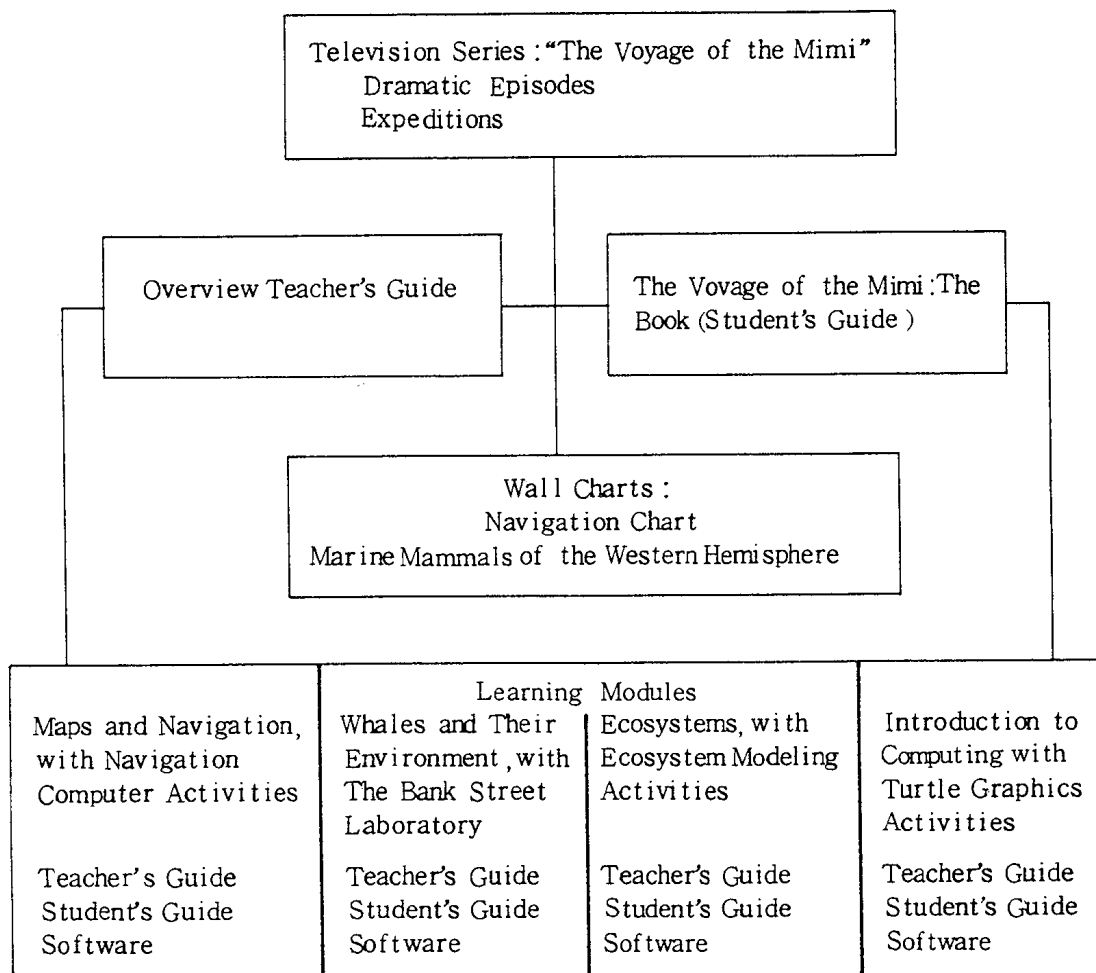 Television Series : “The Voyage of the Mimi”
Dramatic Episodes
Expeditions
Overview Teacher's Guide
The Vovage of the Mimi : The
Book (Student's Guide )
Wall Charts :
Navigation Chart
Marine Mammals of the Western Hemisphere
Learning Modules
Maps and Navigation,
with Navigation
Computer Activities
Teacher's Guide
Student's Guide
Software
Whales and Their
Environment , with
The Bank Street
Laboratory
Teacher's Guide
Student's Guide
Software
Ecosystems, with
Ecosystem Modeling
Activities
Teacher's Guide
Student's Guide
Software
Introduction to
Computing with
Turtle Graphics
Activities
Teacher's Guide
Student's Guide
Software